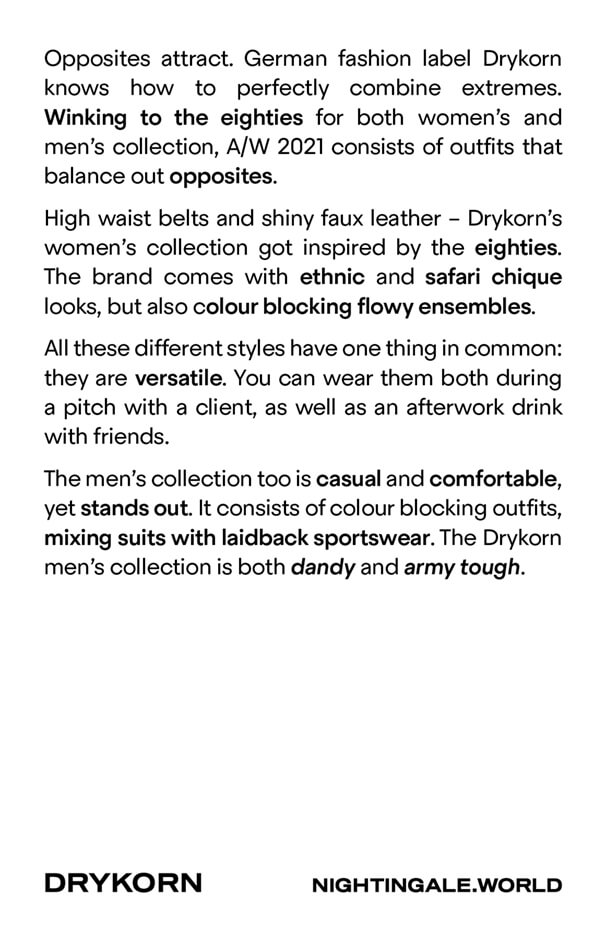 Opposites attract. German fashion label Drykorn
knows how to perfectly combine extremes.
Winking to the eighties for both women’s and
men’s collection, A/W 2021 consists of outfits that
balance out opposites.
High waist belts and shiny faux leather – Drykorn’s
women’s collection got inspired by the eighties.
The brand comes with ethnic and safari chique
looks, but also colour blocking flowy ensembles.
All these different styles have one thing in common:
they are versatile. You can wear them both during
a pitch with a client, as well as an afterwork drink
with friends.
The men’s collection too is casual and comfortable,
yet stands out. It consists of colour blocking outfits,
mixing suits with laidback sportswear. The Drykorn
men’s collection is both dandy and army tough.
DRYKORN
NIGHTINGALE.WORLD